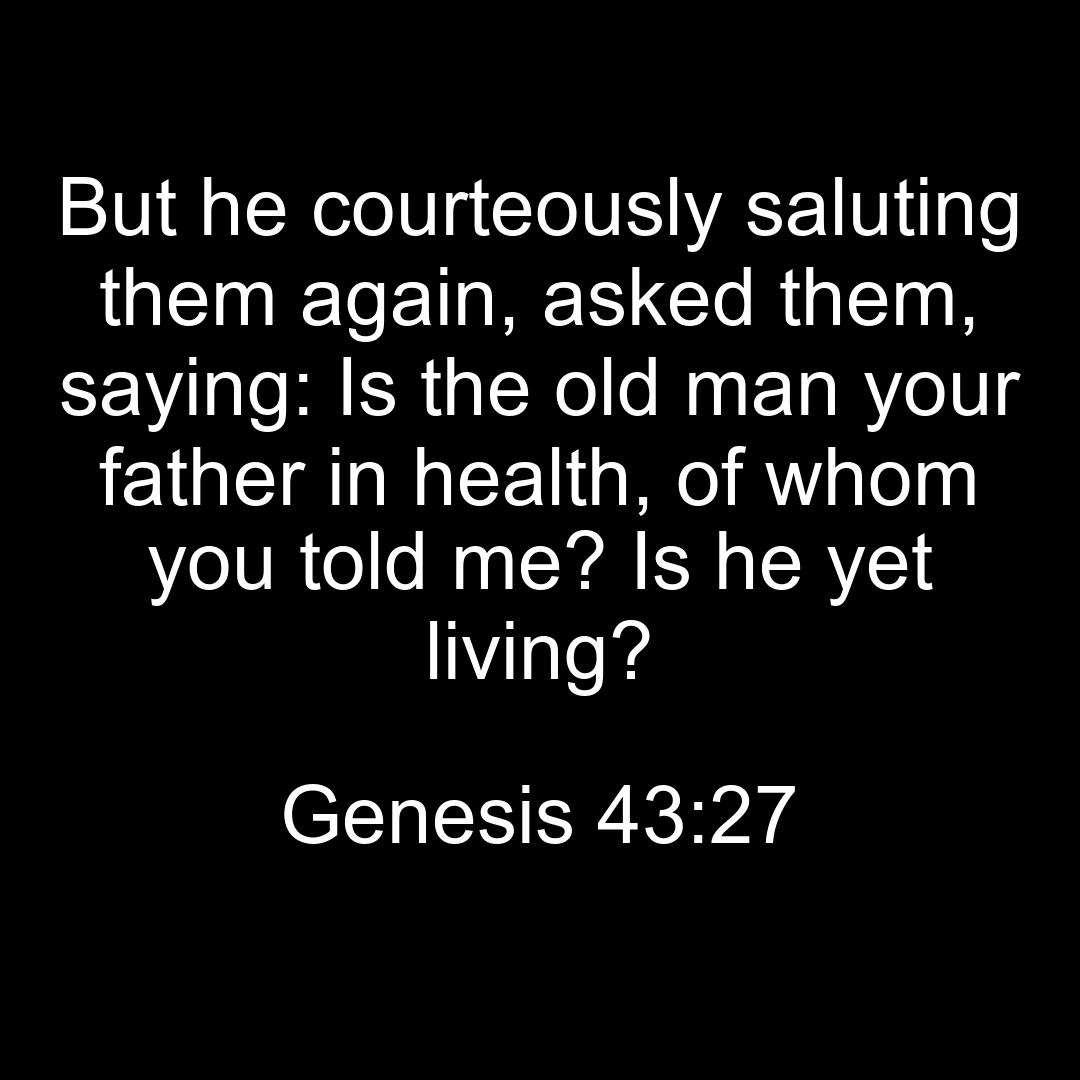 But he courteously saluting
them again, asked them,
saying: Is the old man your
father in health, of whom
you told me? Is he yet
living?
Genesis 43:27